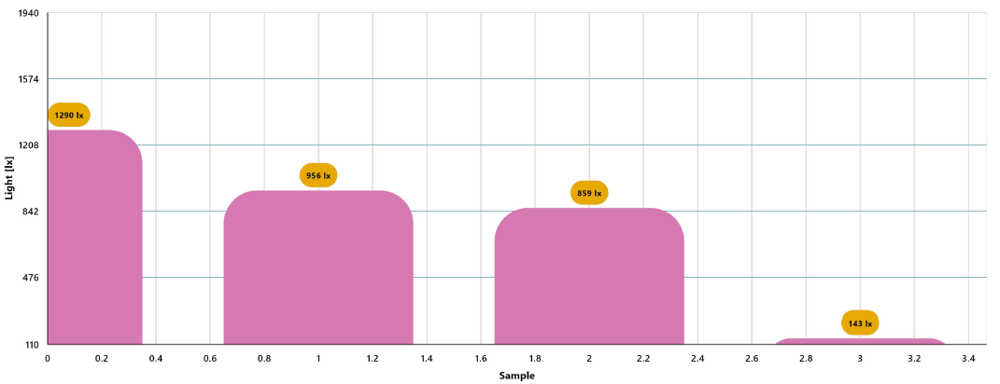 1940
1574
1208
842
476
110
Light [lx]
1290 lx
956 lx
859 lx
143 lx
0 0.2 0.4 0.6 0.8 1 1.2 1.4 1.6 1.8 2 2.2 2.4 2.6 2.8 3 3.2 3.4
Sample